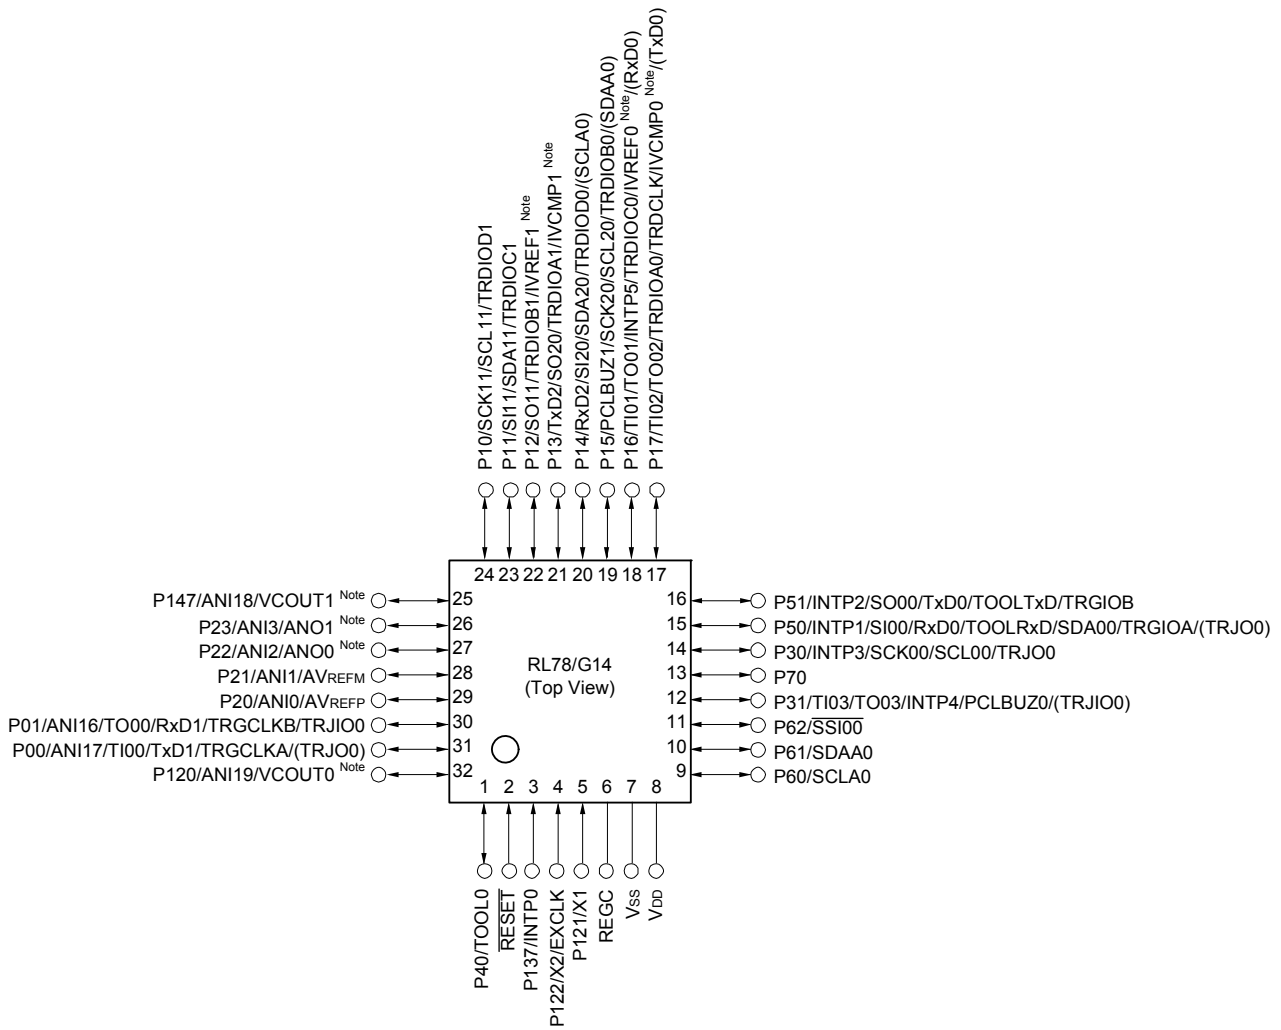 P10/SCK11/SCL11/TRDIOD1
P11/SI11/SDA11/TRDIOC1
P12/SO11/TRDIOB1/IVREF1 Note
P13/TxD2/SO20/TRDIOA1/IVCMP1 Note
P14/RxD2/SI20/SDA20/TRDIOD0/(SCLA0)
P15/PCLBUZ1/SCK20/SCL20/TRDIOB0/(SDAA0)
P16/TI01/TO01/INTP5/TRDIOC0/IVREF0 Note/(RxD0)
P17/TI02/TO02/TRDIOA0/TRDCLK/IVCMP0 Note/(TxD0)
24 23 22 21 20 19 18 17
P147/ANI18/VCOUT1 Note 25
P23/ANI3/ANO1 Note 26
P22/ANI2/ANO0 Note 27
P21/ANI1/AVREFM 28
P20/ANI0/AVREFP 29
P01/ANI16/TO00/RxD1/TRGCLKB/TRJIO0 30
P00/ANI17/TI00/TxD1/TRGCLKA/(TRJO0) 31
P120/ANI19/VCOUT0 Note 32
RL78/G14
(Top View)
16 P51/INTP2/SO00/TxD0/TOOLTxD/TRGIOB
15 P50/INTP1/SI00/RxD0/TOOLRxD/SDA00/TRGIOA/(TRJO0)
14 P30/INTP3/SCK00/SCL00/TRJO0
13 P70
12 P31/TI03/TO03/INTP4/PCLBUZ0/(TRJIO0)
11 P62/SSI00
10 P61/SDAA0
9 P60/SCLA0
1 2 3 4 5 6 7 8
P40/TOOL0
RESET
P137/INTP0
P122/X2/EXCLK
P121/X1
REGC
VSS
VDD